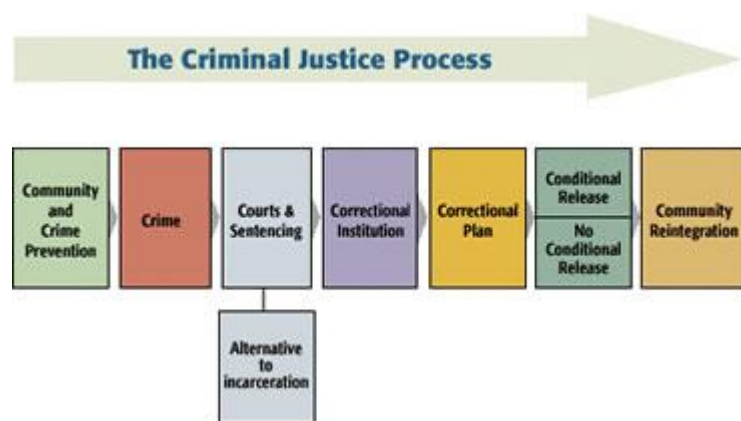 The Criminal Justice Process
Community
and
Crime
Prevention
Crime
Courts &
Sentencing
Correctional
Institution
Correctional
Plan
Conditional
Release
No
Conditional
Release
Community
Reintegration
Alternative
to
incarceration